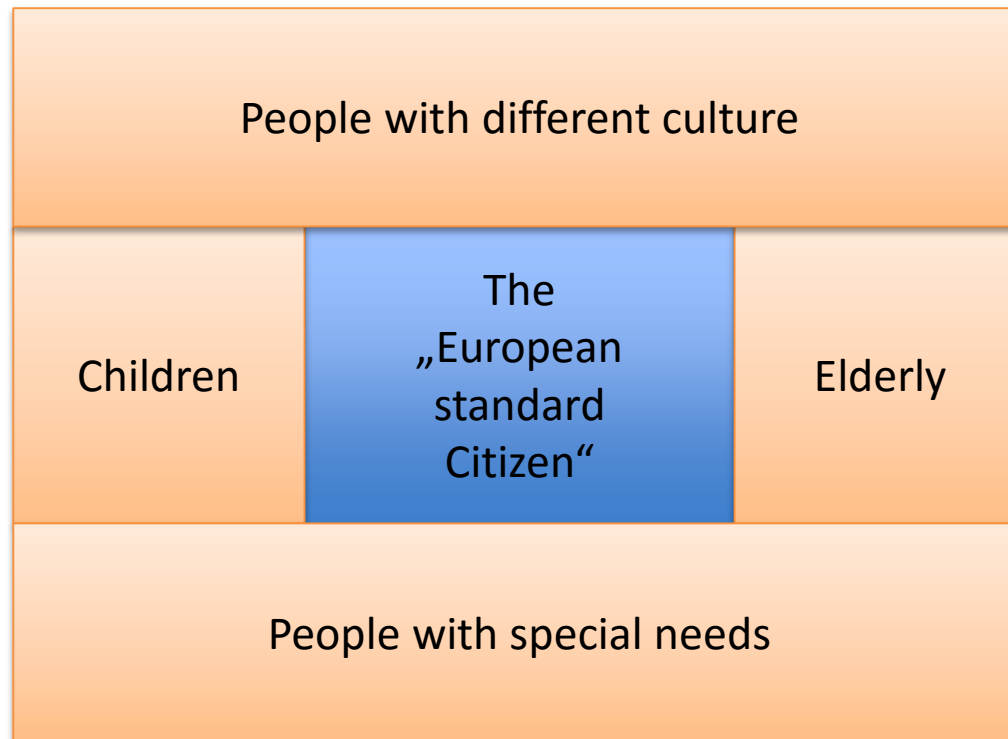 People with different culture
Children
The
„European
standard
Citizen“
Elderly
People with special needs